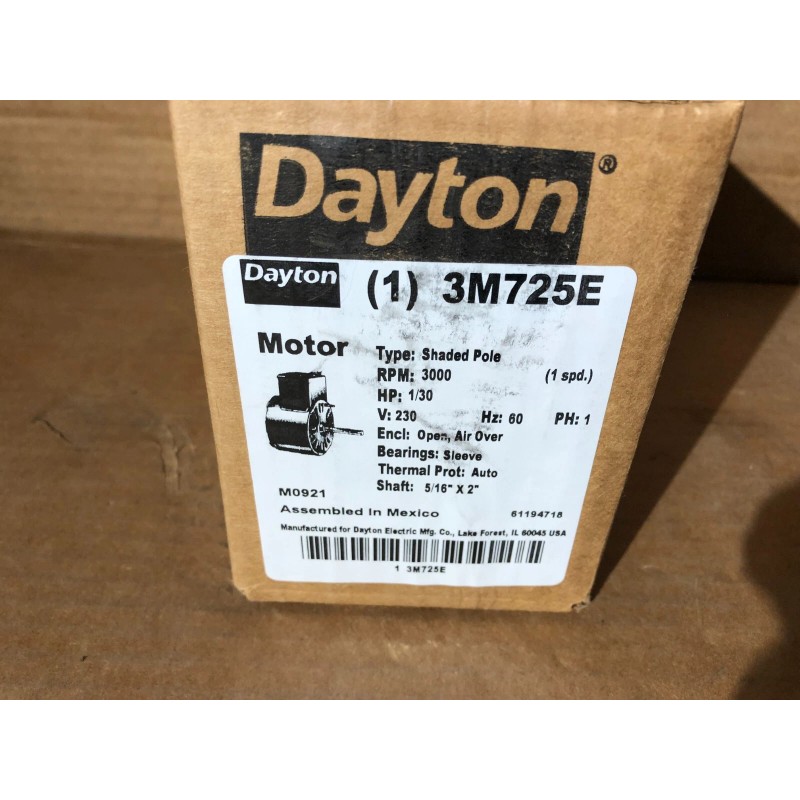 Dayton®
Dayton (1) 3M725E
Motor
Type: Shaded Pole
RPM: 3000 (1 spd.)
HP: 1/30
V: 230 Hz: 60 PH: 1
Encl: Open, Air Over
Bearings: Sleeve
Thermal Prot: Auto
Shaft: 5/16" X 2"
M0921
Assembled In Mexico 61194718
Manufactured for Dayton Electric Mfg. Co., Lake Forest, IL 60045 USA
1 3M725E